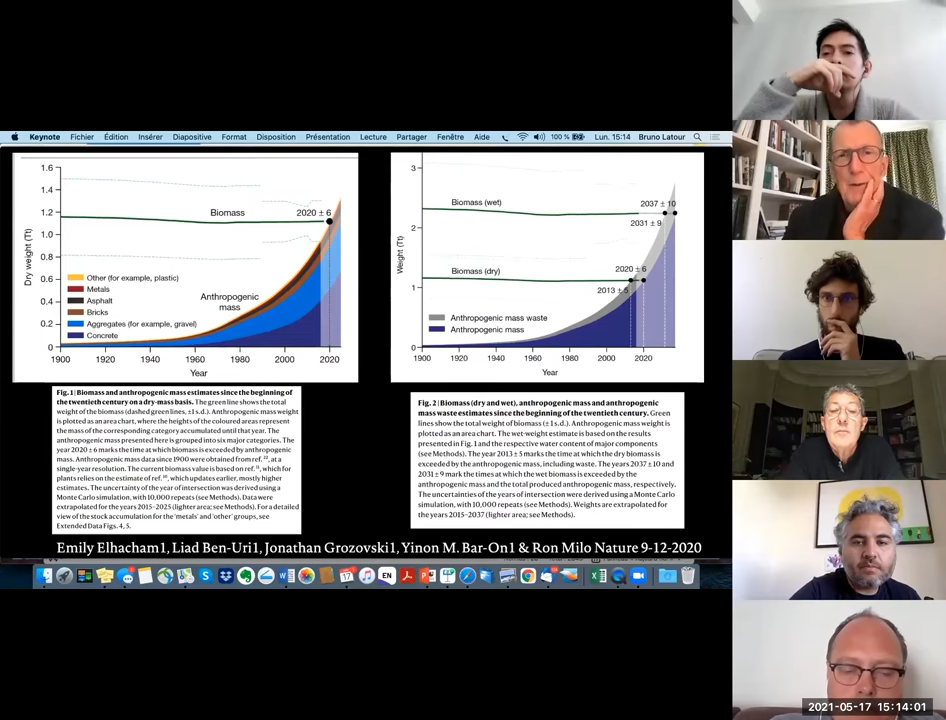 Keynote Fichier Édition Insérer Diapositive Format Disposition Présentation Lecture Partager Fenêtre Aide 100 % Lun. 15:14 Bruno Latour
1.6
1.4
1.2
1.0
0.8
0.6
0.4
0.2
0
Dry weight (Tt)
Biomass
2020 ± 6
Anthropogenic
mass
Other (for example, plastic)
Metals
Asphalt
Bricks
Aggregates (for example, gravel)
Concrete
1900 1920 1940 1960 1980 2000 2020
Year
3
2
1
0
Weight (Tt)
Biomass (wet)
2037 ± 10
2031 ± 9
Biomass (dry)
2020 ± 6
2013 ± 5
Anthropogenic mass waste
Anthropogenic mass
1900 1920 1940 1960 1980 2000 2020
Year
Fig. 1 | Biomass and anthropogenic mass estimates since the beginning of
the twentieth century on a dry-mass basis. The green line shows the total
weight of the biomass (dashed green lines, ±1 s.d.). Anthropogenic mass weight
is plotted as an area chart, where the heights of the coloured areas represent
the mass of the corresponding category accumulated until that year. The
anthropogenic mass presented here is grouped into six major categories. The
year 2020 ± 6 marks the time at which biomass is exceeded by anthropogenic
mass. Anthropogenic mass data since 1900 were obtained from ref. 22, at a
single-year resolution. The current biomass value is based on ref. , which for
plants relies on the estimate of ref. , which updates earlier, mostly higher
estimates. The uncertainty of the year of intersection was derived using a
Monte Carlo simulation, with 10,000 repeats (see Methods). Data were
extrapolated for the years 2015–2025 (lighter area; see Methods). For a detailed
view of the stock accumulation for the 'metals' and 'other' groups, see
Extended Data Figs. 4, 5.
Fig. 2 | Biomass (dry and wet), anthropogenic mass and anthropogenic
mass waste estimates since the beginning of the twentieth century. Green
lines show the total weight of biomass (±1 s.d.). Anthropogenic mass weight is
plotted as an area chart. The wet-weight estimate is based on the results
presented in Fig. 1 and the respective water content of major components
(see Methods). The year 2013 ± 5 marks the time at which the dry biomass is
exceeded by the anthropogenic mass, including waste. The years 2037 ± 10 and
2031 ± 9 mark the times at which the wet biomass is exceeded by the
anthropogenic mass and the total produced anthropogenic mass, respectively.
The uncertainties of the years of intersection were derived using a Monte Carlo
simulation, with 10,000 repeats (see Methods). Weights are extrapolated for
the years 2015–2037 (lighter area; see Methods).
Emily Elhacham1, Liad Ben-Uri1, Jonathan Grozovski1, Yinon M. Bar-On1 & Ron Milo Nature 9-12-2020
17
EN
2021-05-17 15:14:01